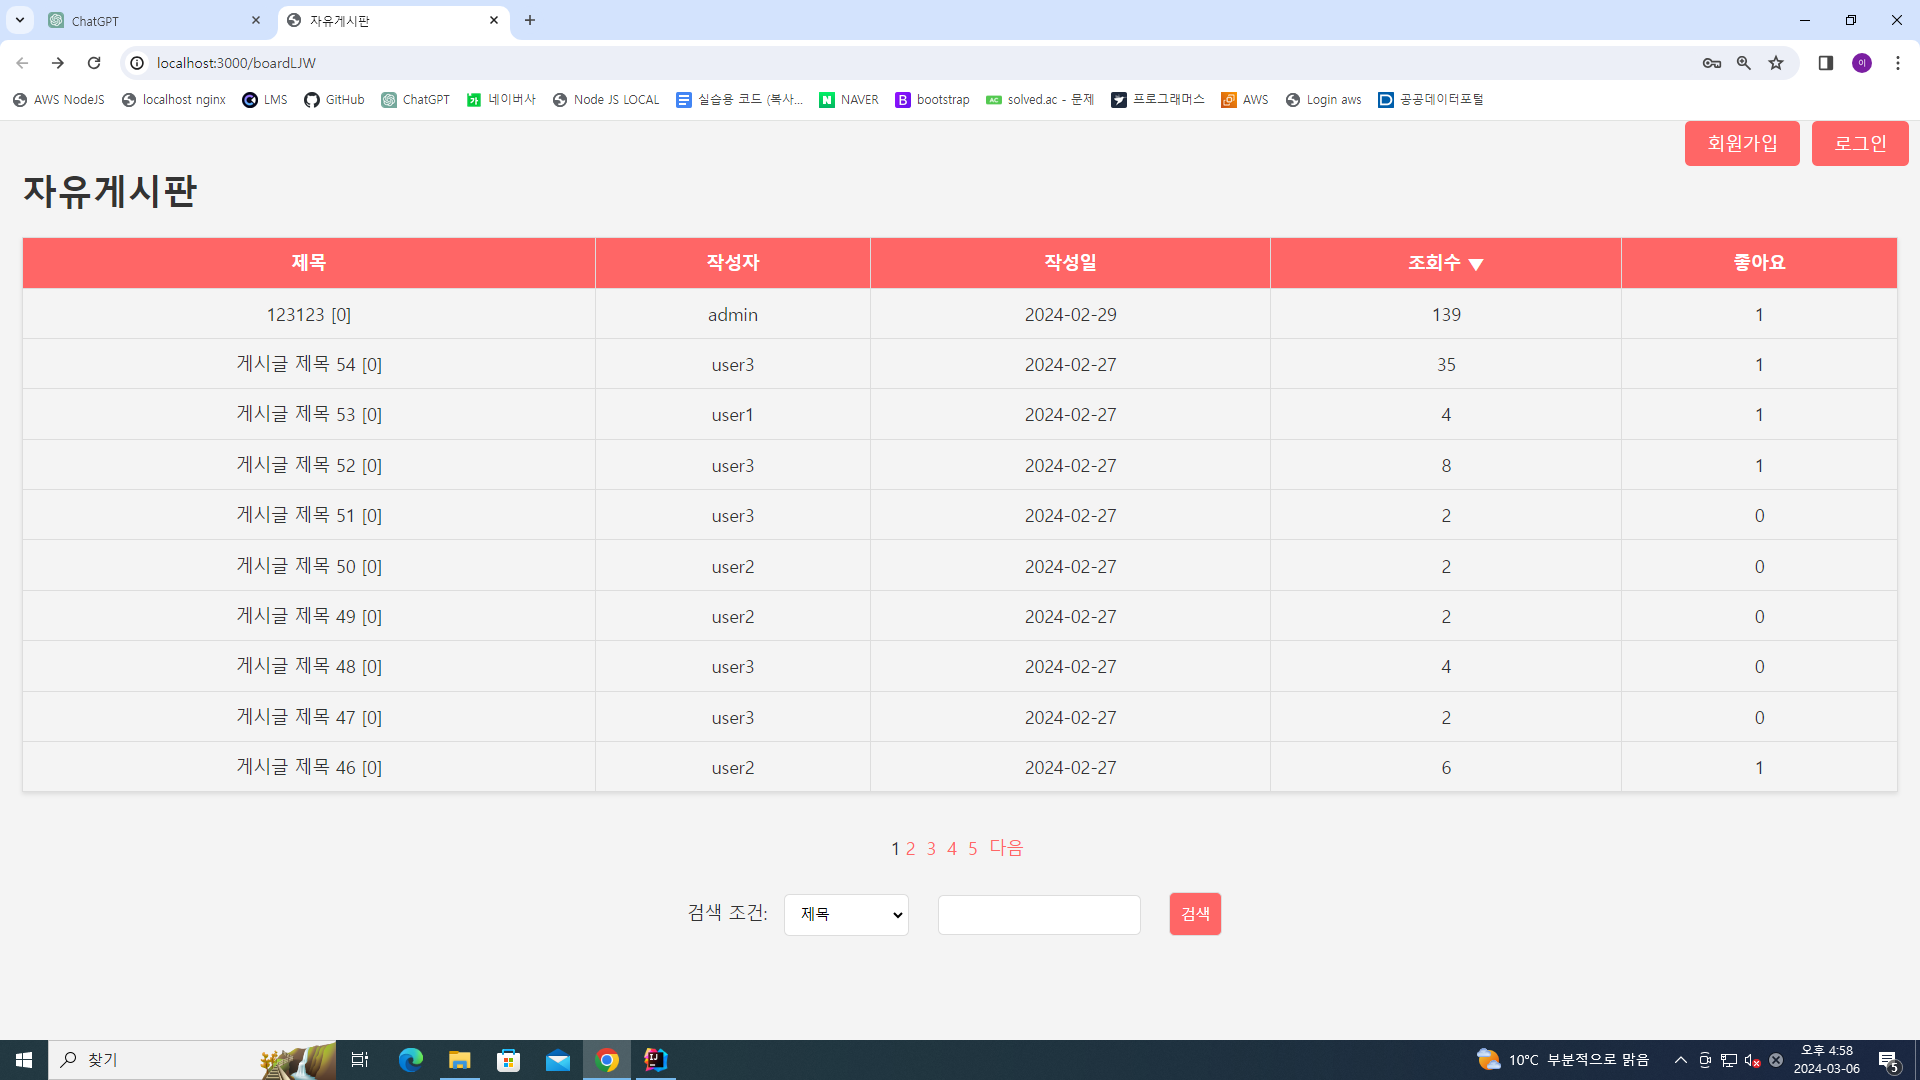 ChatGPT
자유게시판
localhost:3000/boardLJW
이
AWS NodeJS
localhost nginx
LMS
GitHub
ChatGPT
네이버사
Node JS LOCAL
실습용 코드 (복사...
NAVER
bootstrap
solved.ac - 문제
프로그래머스
AWS
Login aws
공공데이터포털
회원가입
로그인
자유게시판
제목 작성자 작성일 조회수 ▼ 좋아요
123123 [0] admin 2024-02-29 139 1
게시글 제목 54 [0] user3 2024-02-27 35 1
게시글 제목 53 [0] user1 2024-02-27 4 1
게시글 제목 52 [0] user3 2024-02-27 8 1
게시글 제목 51 [0] user3 2024-02-27 2 0
게시글 제목 50 [0] user2 2024-02-27 2 0
게시글 제목 49 [0] user2 2024-02-27 2 0
게시글 제목 48 [0] user3 2024-02-27 4 0
게시글 제목 47 [0] user3 2024-02-27 2 0
게시글 제목 46 [0] user2 2024-02-27 6 1
1 2 3 4 5 다음
검색 조건: 제목 검색
찾기
10°C 부분적으로 맑음
오후 4:58
2024-03-06
5